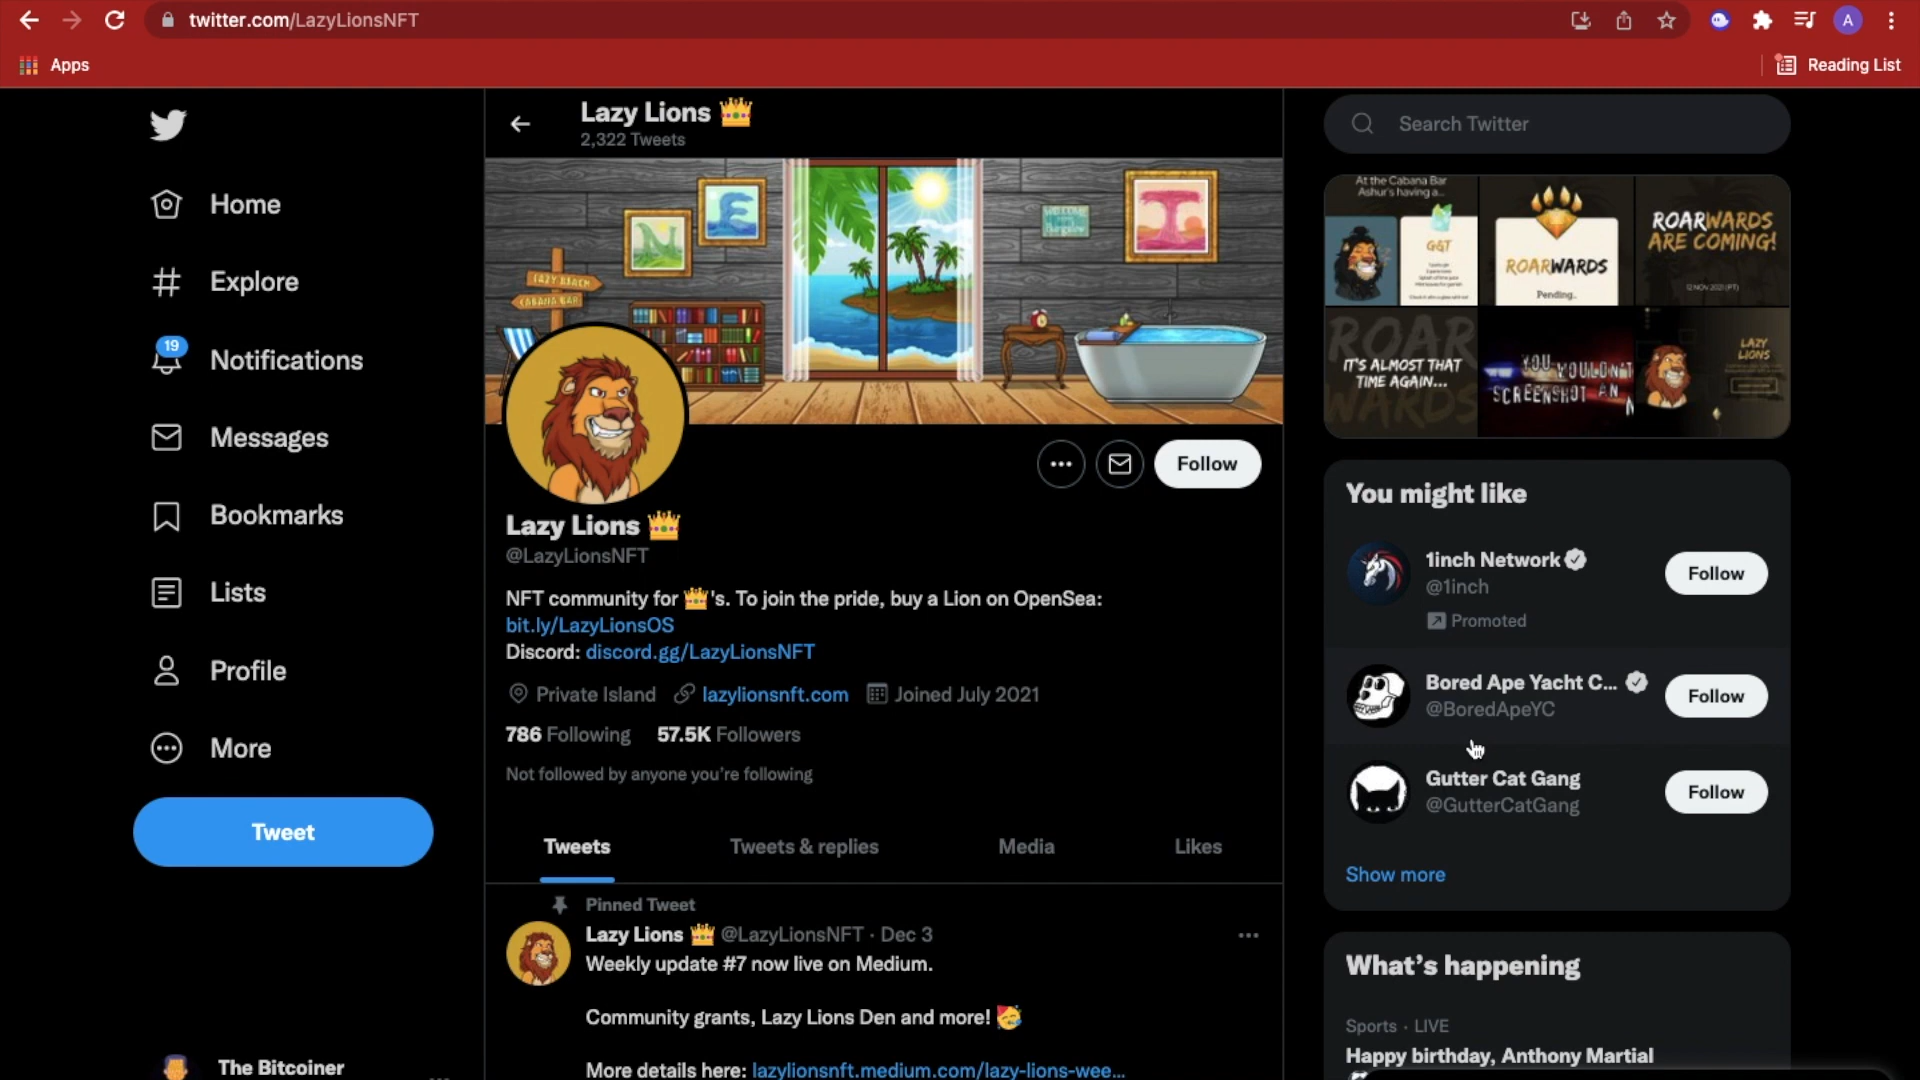 twitter.com/LazyLionsNFT
A
Apps
Reading List
Lazy Lions
2,322 Tweets
Search Twitter
Home
Explore
19
Notifications
Messages
Bookmarks
Lists
Profile
More
Tweet
The Bitcoiner
LAZY BEACH
CABANA BAR
N
E
WELCOME
T
Follow
Lazy Lions
@LazyLionsNFT
NFT community for 's. To join the pride, buy a Lion on OpenSea:
bit.ly/LazyLionsOS
Discord: discord.gg/LazyLionsNFT
Private Island lazylionsnft.com Joined July 2021
786 Following 57.5K Followers
Not followed by anyone you're following
Tweets Tweets & replies Media Likes
Pinned Tweet
Lazy Lions @LazyLionsNFT · Dec 3
Weekly update #7 now live on Medium.
Community grants, Lazy Lions Den and more!
More details here: lazylionsnft.medium.com/lazy-lions-wee...
At the Cabana Bar
Ashur's having a...
G&T
ROARWARDS
Pending..
ROARWARDS
ARE COMING!
12 NOV 2021 (PT)
ROAR
IT'S ALMOST THAT
TIME AGAIN...
WARDS
YOU WOULDN'T
SCREENSHOT AN
LAZY
LIONS
You might like
1inch Network
@1inch
Promoted
Follow
Bored Ape Yacht C...
@BoredApeYC
Follow
Gutter Cat Gang
@GutterCatGang
Follow
Show more
What's happening
Sports · LIVE
Happy birthday, Anthony Martial